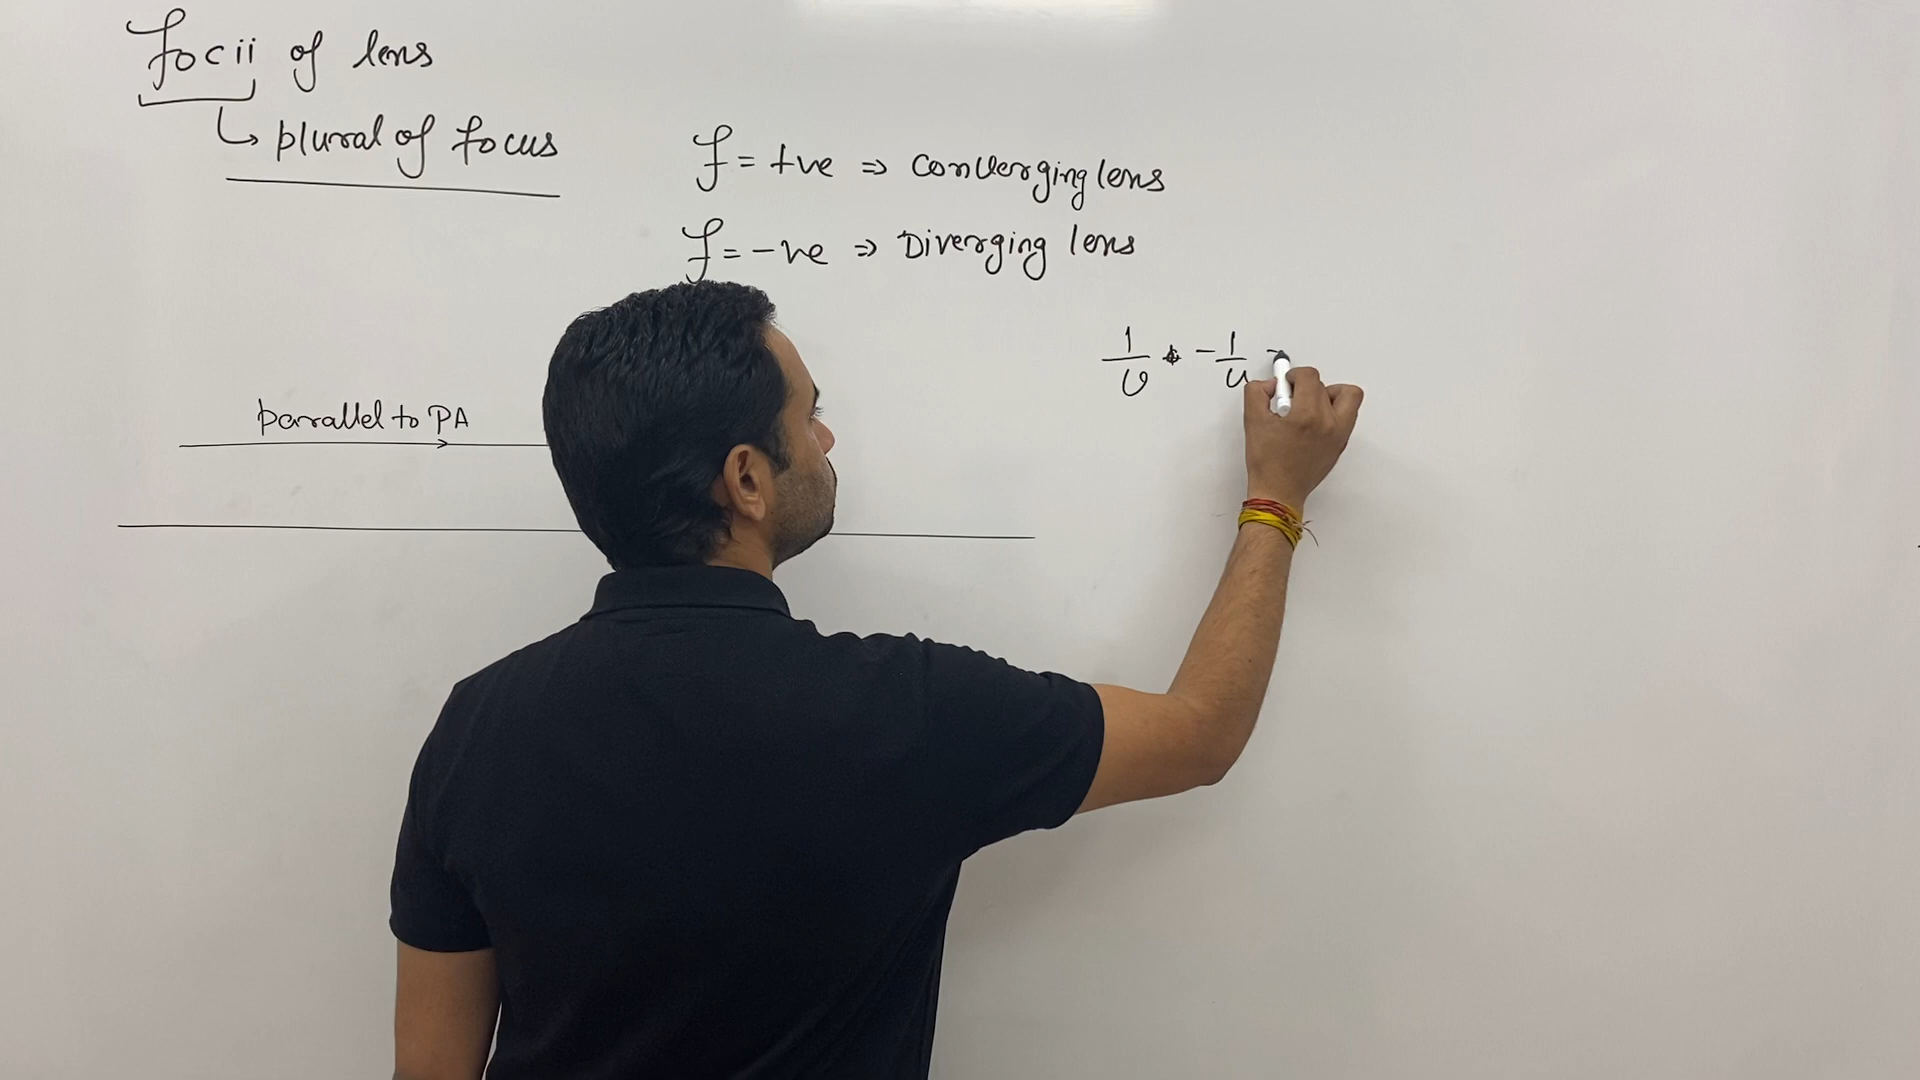 focii of lens
↳ plural of focus
f = +ve ⇒ converging lens
f = -ve ⇒ Diverging lens
1/v - 1/u =
parallel to PA